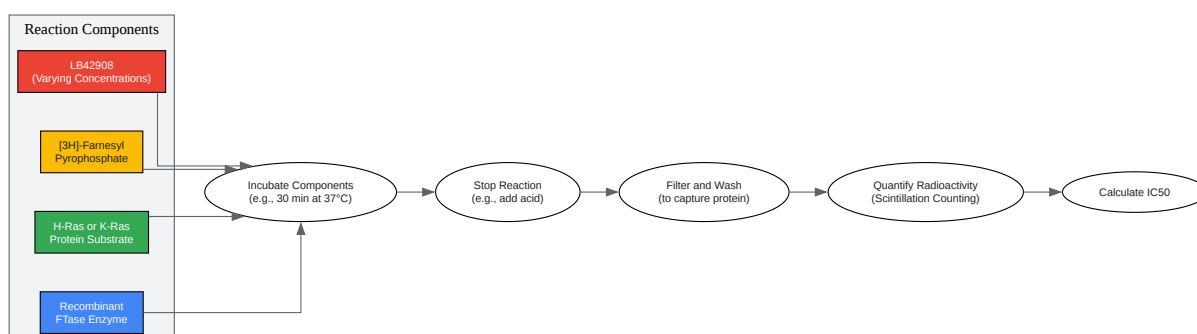 Reaction Components
LB42908
(Varying Concentrations)
[3H]-Farnesyl
Pyrophosphate
H-Ras or K-Ras
Protein Substrate
Recombinant
FTase Enzyme
Incubate Components
(e.g., 30 min at 37°C)
Stop Reaction
(e.g., add acid)
Filter and Wash
(to capture protein)
Quantify Radioactivity
(Scintillation Counting)
Calculate IC50